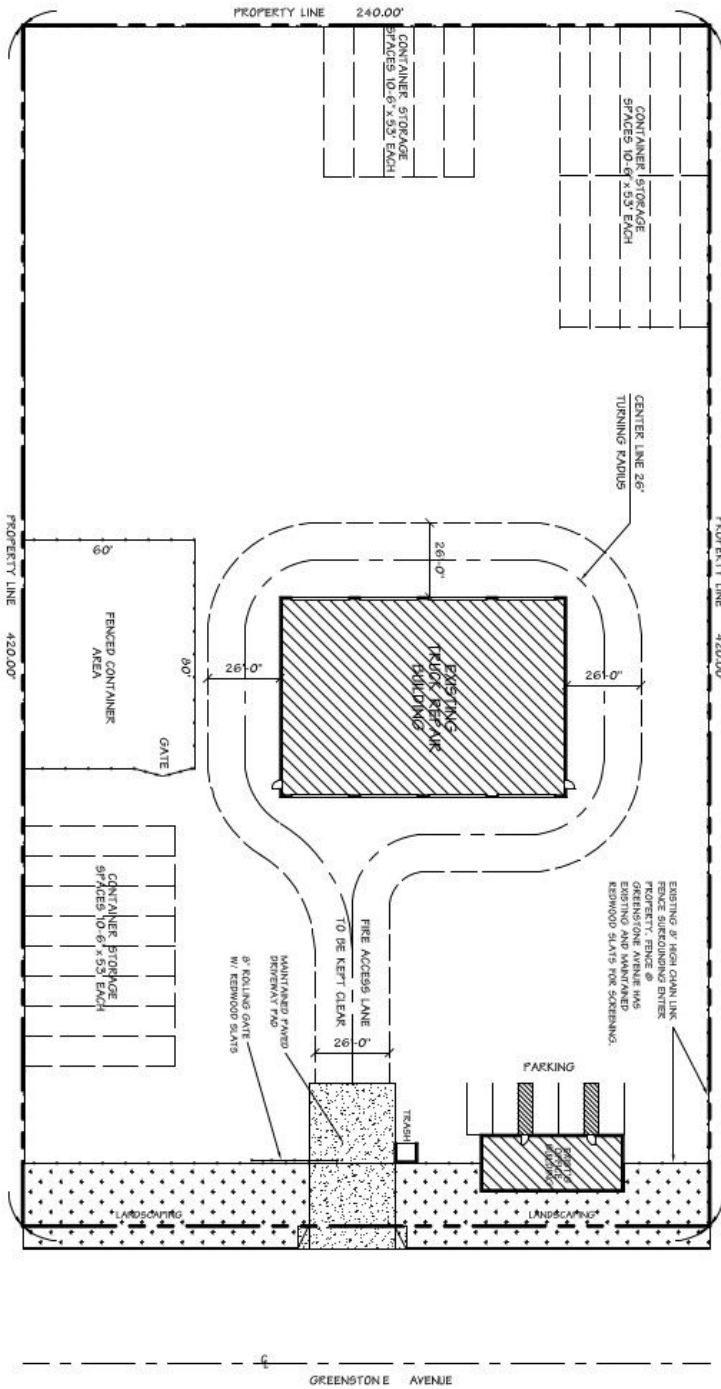 PROPERTY LINE 240.00'
CONTAINER STORAGE
SPACES 10'-6" x 53' EACH
CONTAINER STORAGE
SPACES 10'-6" x 53' EACH
CENTER LINE 26'
TURNING RADIUS
PROPERTY LINE 420.00'
PROPERTY LINE 420.00'
60'
FENCED CONTAINER
AREA
80'
GATE
26'-0"
26'-0"
26'-0"
EXISTING
TRUCK REPAIR
BUILDING
CONTAINER STORAGE
SPACES 10'-6" x 53' EACH
EXISTING 8' HIGH CHAIN LINK
FENCE SURROUNDING ENTIER
PROPERTY. FENCE @
GREENSTONE AVENUE HAS
EXISTING AND MAINTAINED
REDWOOD SLATS FOR SCREENING.
FIRE ACCESS LANE
TO BE KEPT CLEAR
26'-0"
MAINTAINED PAVED
DRIVEWAY PAD
8' ROLLING GATE
W/ REDWOOD SLATS
PARKING
TRASH
OFFICE
BUILDING
LANDSCAPING
LANDSCAPING
GREENSTONE AVENUE